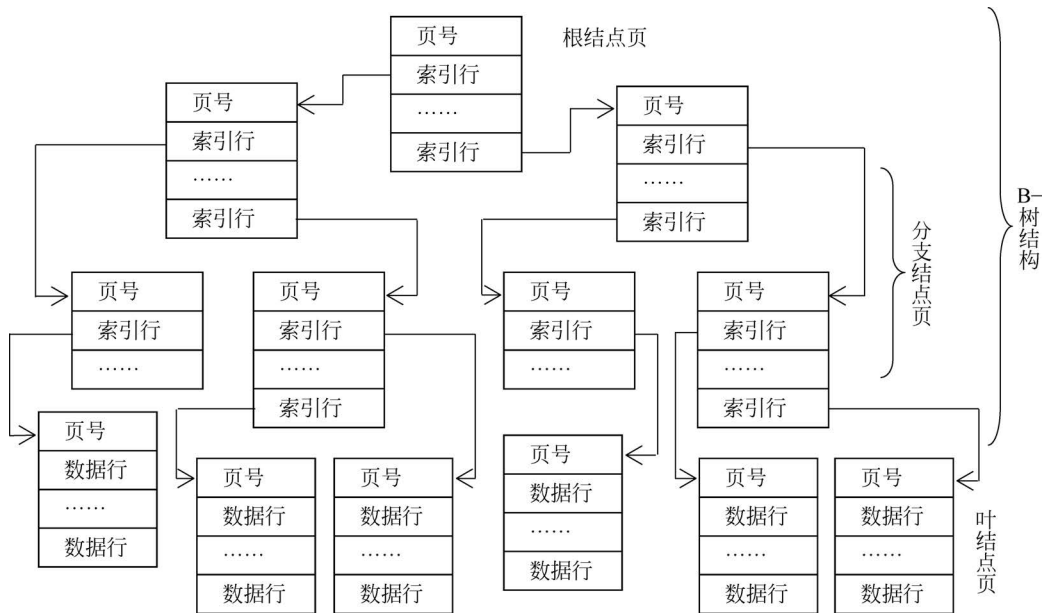 页号
索引行
……
索引行
根结点页
页号
索引行
……
索引行
页号
索引行
……
索引行
页号
索引行
……
页号
索引行
……
索引行
页号
索引行
……
页号
索引行
……
索引行
页号
数据行
……
数据行
页号
数据行
……
数据行
页号
数据行
……
数据行
页号
数据行
……
数据行
页号
数据行
……
数据行
页号
数据行
……
数据行
分支结点页
B-
树结构
叶结点页